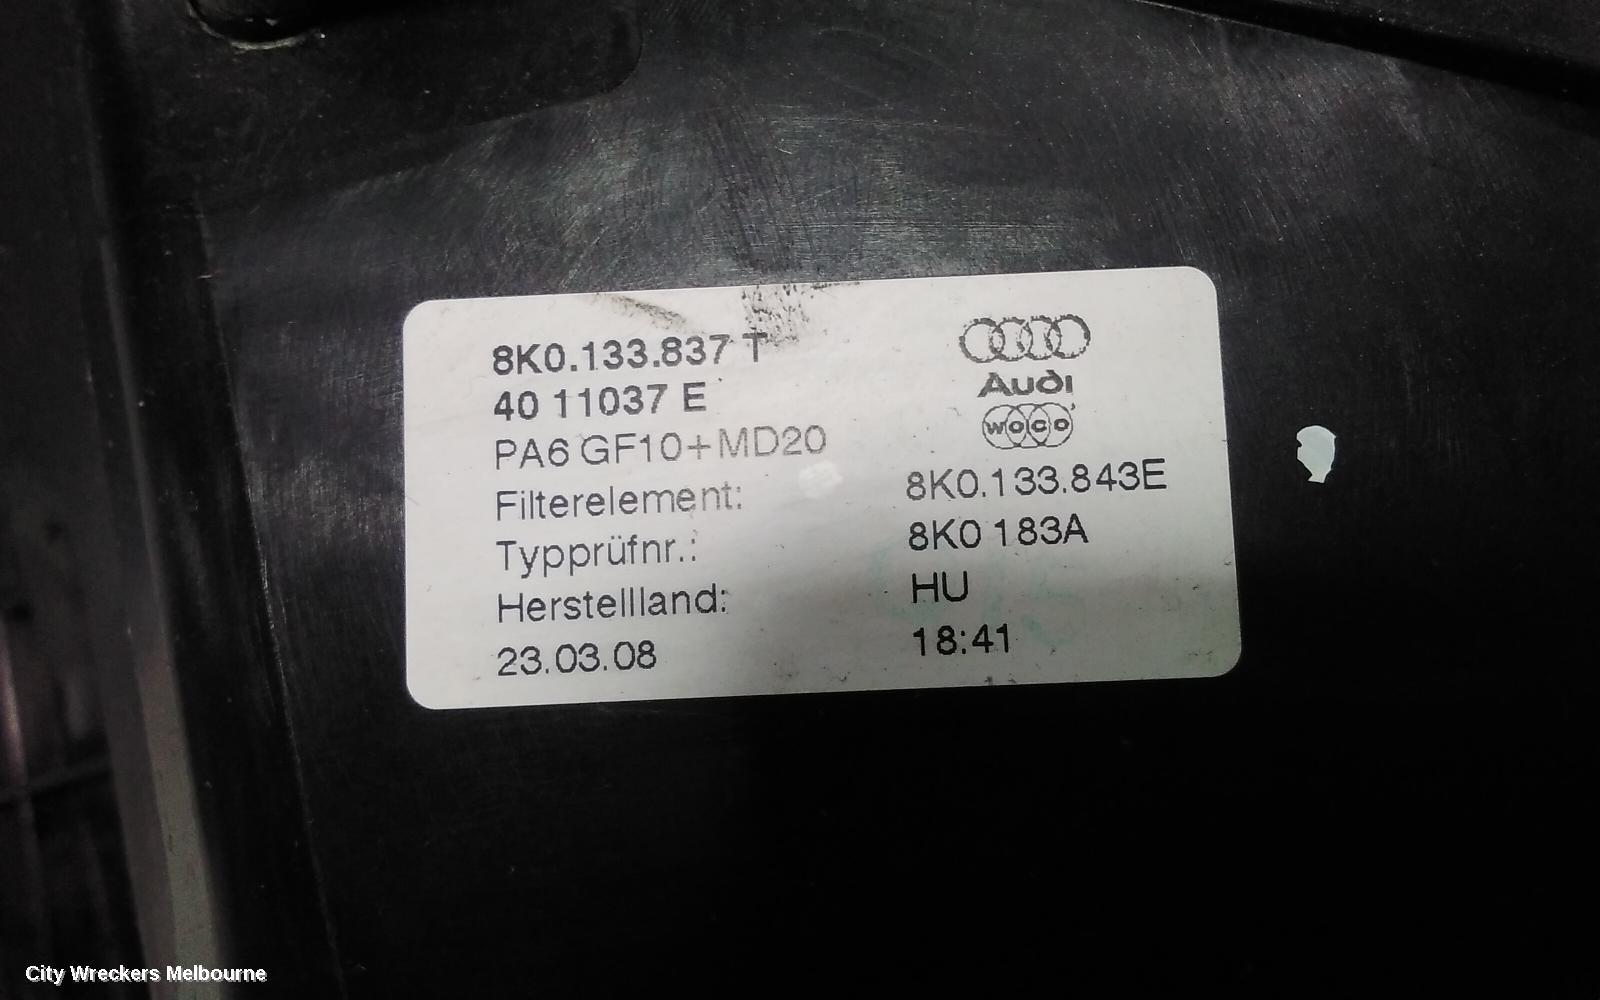 8K0.133.837 T
40 11037 E
PA6 GF10+MD20
Audi
woco
Filterelement: 8K0.133.843E
Typprüfnr.: 8K0 183A
Herstellland: HU
23.03.08 18:41
City Wreckers Melbourne